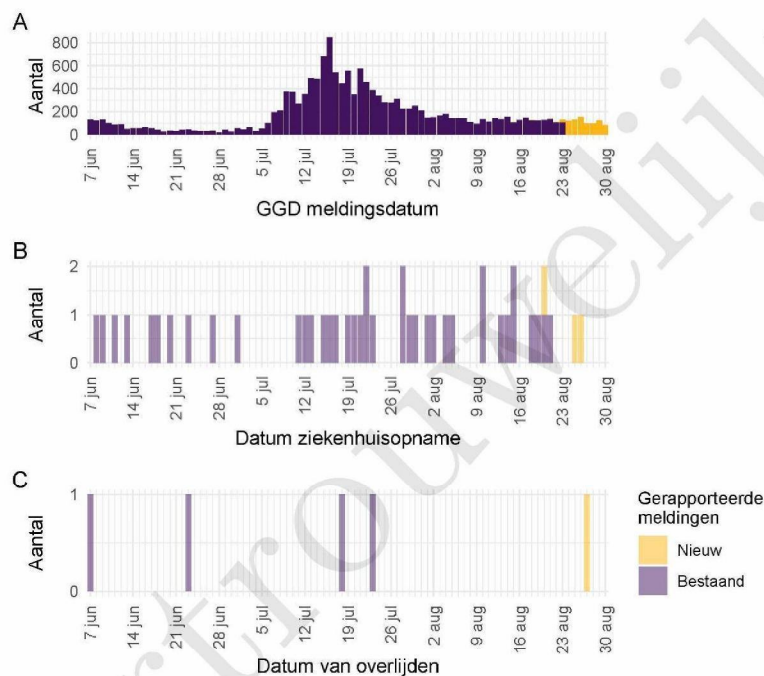 A
Aantal
800
600
400
200
0
7 jun
14 jun
21 jun
28 jun
5 jul
12 jul
19 jul
26 jul
2 aug
9 aug
16 aug
23 aug
30 aug
GGD meldingsdatum
B
Aantal
2
1
0
7 jun
14 jun
21 jun
28 jun
5 jul
12 jul
19 jul
26 jul
2 aug
9 aug
16 aug
23 aug
30 aug
Datum ziekenhuisopname
C
Aantal
1
0
7 jun
14 jun
21 jun
28 jun
5 jul
12 jul
19 jul
26 jul
2 aug
9 aug
16 aug
23 aug
30 aug
Datum van overlijden
Gerapporteerde
meldingen
Nieuw
Bestaand
rtrouwelijk